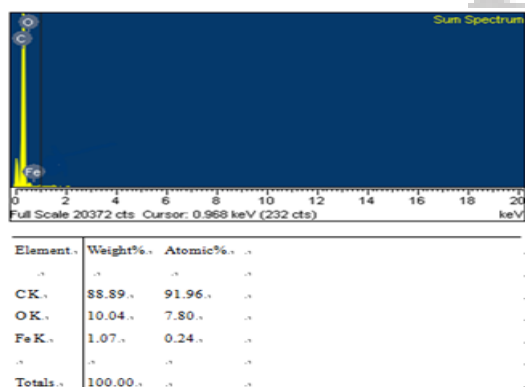 Sum Spectrum
O
C
Fe
0 2 4 6 8 10 12 14 16 18 20
Full Scale 20372 cts Cursor: 0.968 keV (232 cts) keV
Element Weight% Atomic%
C K 88.89 91.96
O K 10.04 7.80
Fe K 1.07 0.24
Totals 100.00